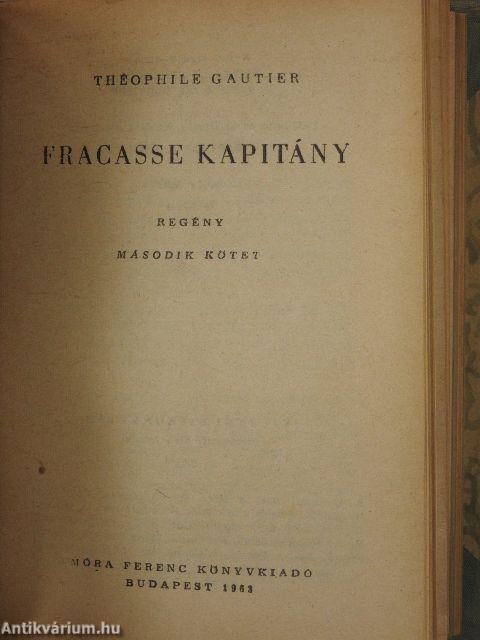 THÉOPHILE GAUTIER
FRACASSE KAPITÁNY
REGÉNY
MÁSODIK KÖTET
MÓRA FERENC KÖNYVKIADÓ
BUDAPEST 1963
Antikvárium.hu